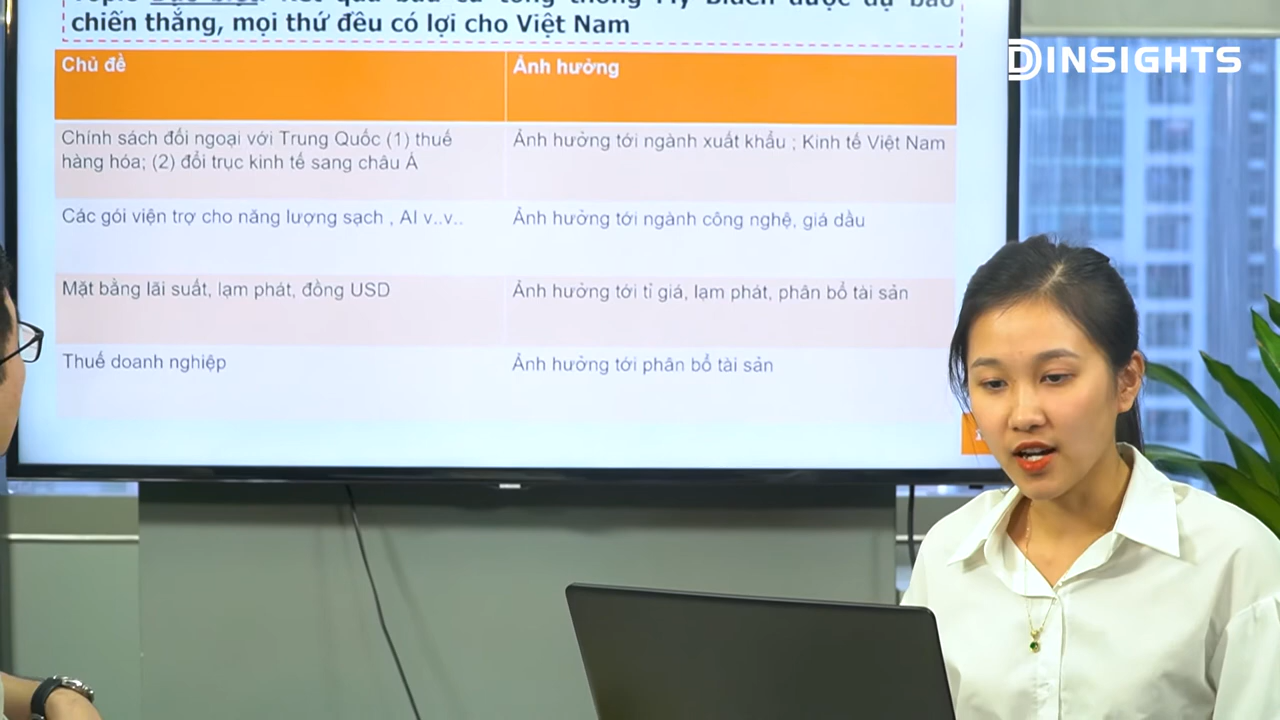 chiến thắng, mọi thứ đều có lợi cho Việt Nam
DINSIGHTS
Chủ đề
Ảnh hưởng
Chính sách đối ngoại với Trung Quốc (1) thuế
hàng hóa; (2) đổi trục kinh tế sang châu Á
Ảnh hưởng tới ngành xuất khẩu ; Kinh tế Việt Nam
Các gói viện trợ cho năng lượng sạch , AI v..v..
Ảnh hưởng tới ngành công nghệ, giá dầu
Mặt bằng lãi suất, lạm phát, đồng USD
Ảnh hưởng tới tỉ giá, lạm phát, phân bổ tài sản
Thuế doanh nghiệp
Ảnh hưởng tới phân bổ tài sản